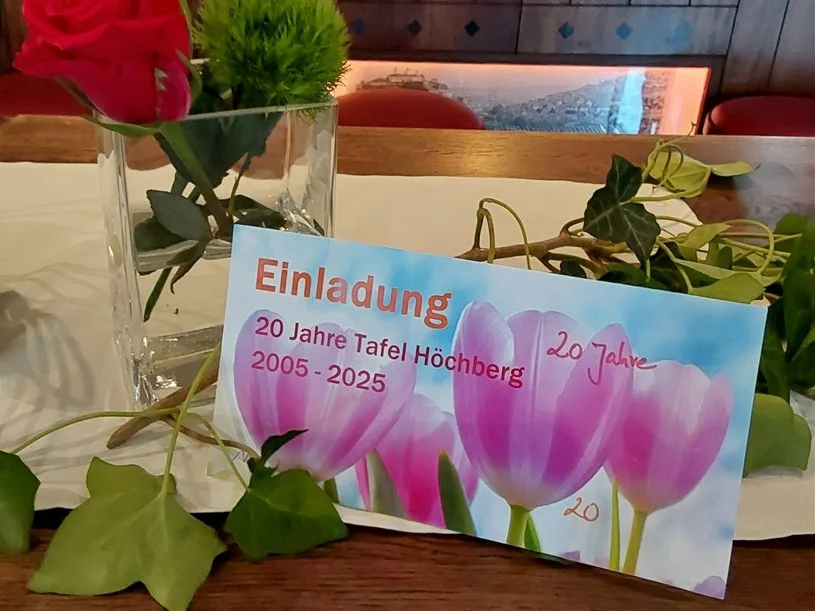 Einladung
20 Jahre Tafel Höchberg
2005 - 2025
20 Jahre
20